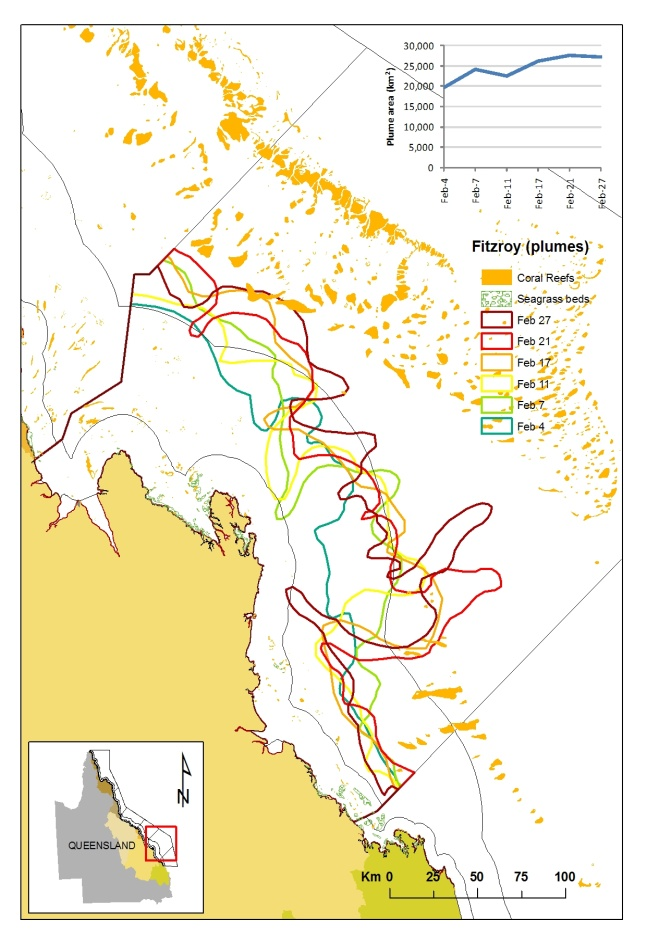 30,000
25,000
20,000
15,000
10,000
5,000
0
Plume area (km²)
Feb-4
Feb-7
Feb-11
Feb-17
Feb-21
Feb-27
Fitzroy (plumes)
Coral Reefs
Seagrass beds
Feb 27
Feb 21
Feb 17
Feb 11
Feb 7
Feb 4
N
QUEENSLAND
Km 0 25 50 75 100